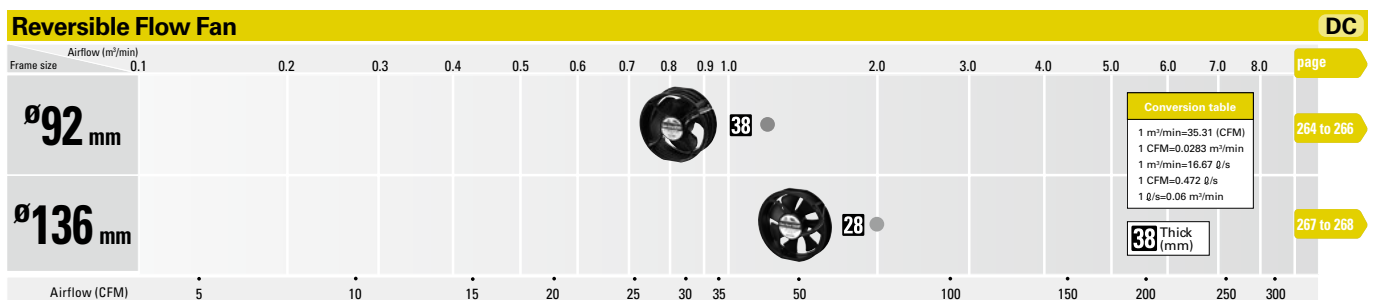 Reversible Flow Fan
DC
Airflow (m³/min)
Frame size
0.1 0.2 0.3 0.4 0.5 0.6 0.7 0.8 0.9 1.0 2.0 3.0 4.0 5.0 6.0 7.0 8.0
page
ø92 mm
38
Conversion table
1 m³/min=35.31 (CFM)
1 CFM=0.0283 m³/min
1 m³/min=16.67 ℓ/s
1 CFM=0.472 ℓ/s
1 ℓ/s=0.06 m³/min
264 to 266
ø136 mm
28
38 Thick
(mm)
267 to 268
Airflow (CFM) 5 10 15 20 25 30 35 50 100 150 200 250 300